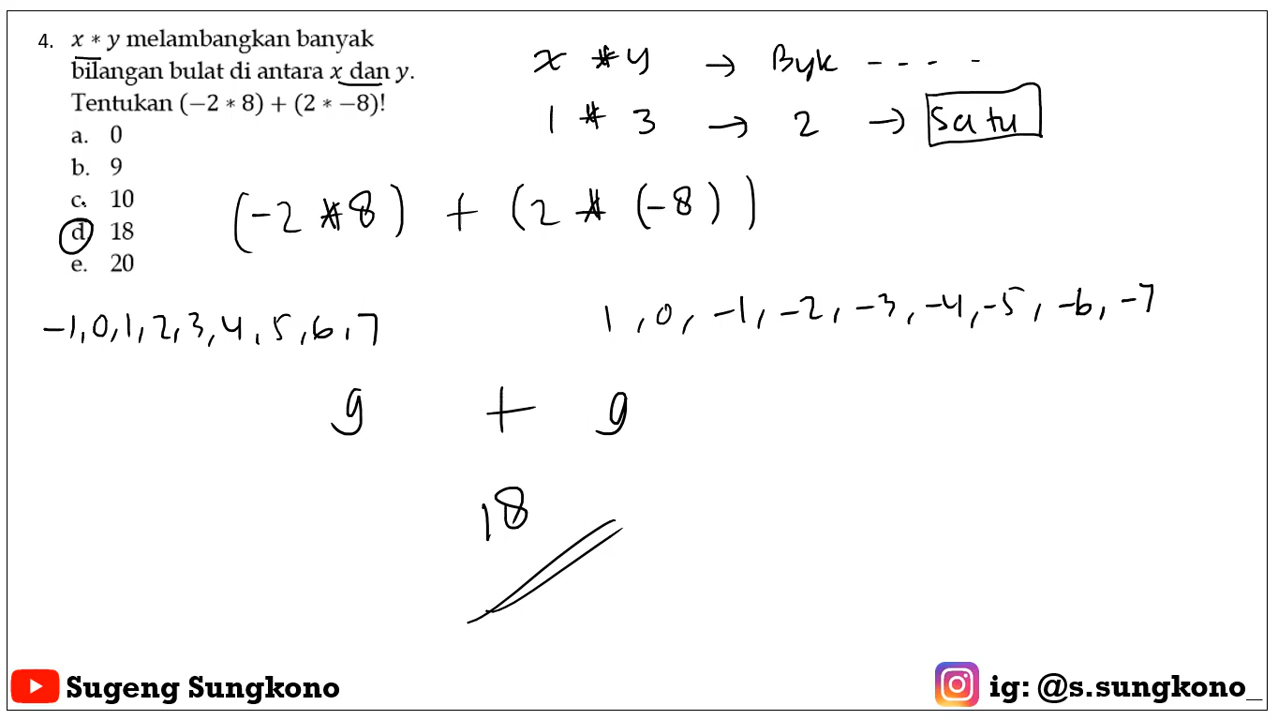 4. x * y melambangkan banyak
bilangan bulat di antara x dan y.
Tentukan (−2 * 8) + (2 * −8)!
a. 0
b. 9
c. 10
d. 18
e. 20
x * y → Byk - - - -
1 * 3 → 2 → Satu
(-2 * 8) + (2 * (-8))
-1, 0, 1, 2, 3, 4, 5, 6, 7
1, 0, -1, -2, -3, -4, -5, -6, -7
9 + 9
18
Sugeng Sungkono
ig: @s.sungkono_